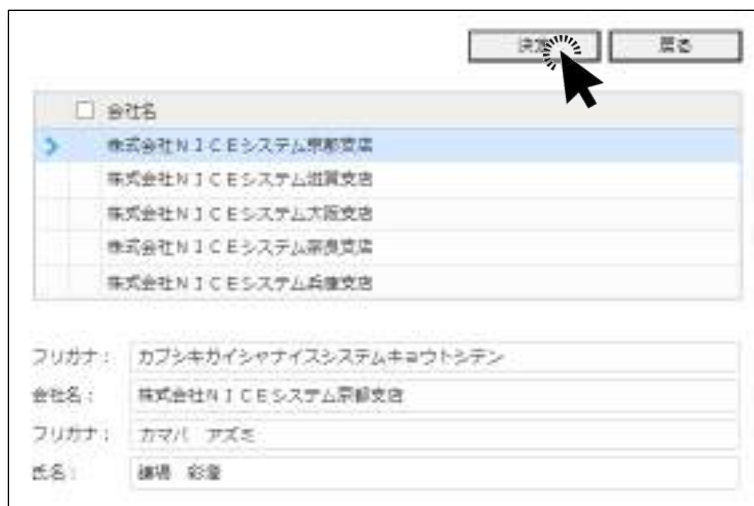 決定 戻る
会社名
株式会社NICEシステム京都支店
株式会社NICEシステム滋賀支店
株式会社NICEシステム大阪支店
株式会社NICEシステム奈良支店
株式会社NICEシステム兵庫支店
フリガナ： カブシキガイシャナイスシステムキョウトシテン
会社名： 株式会社NICEシステム京都支店
フリガナ： カマバ アズミ
氏名：